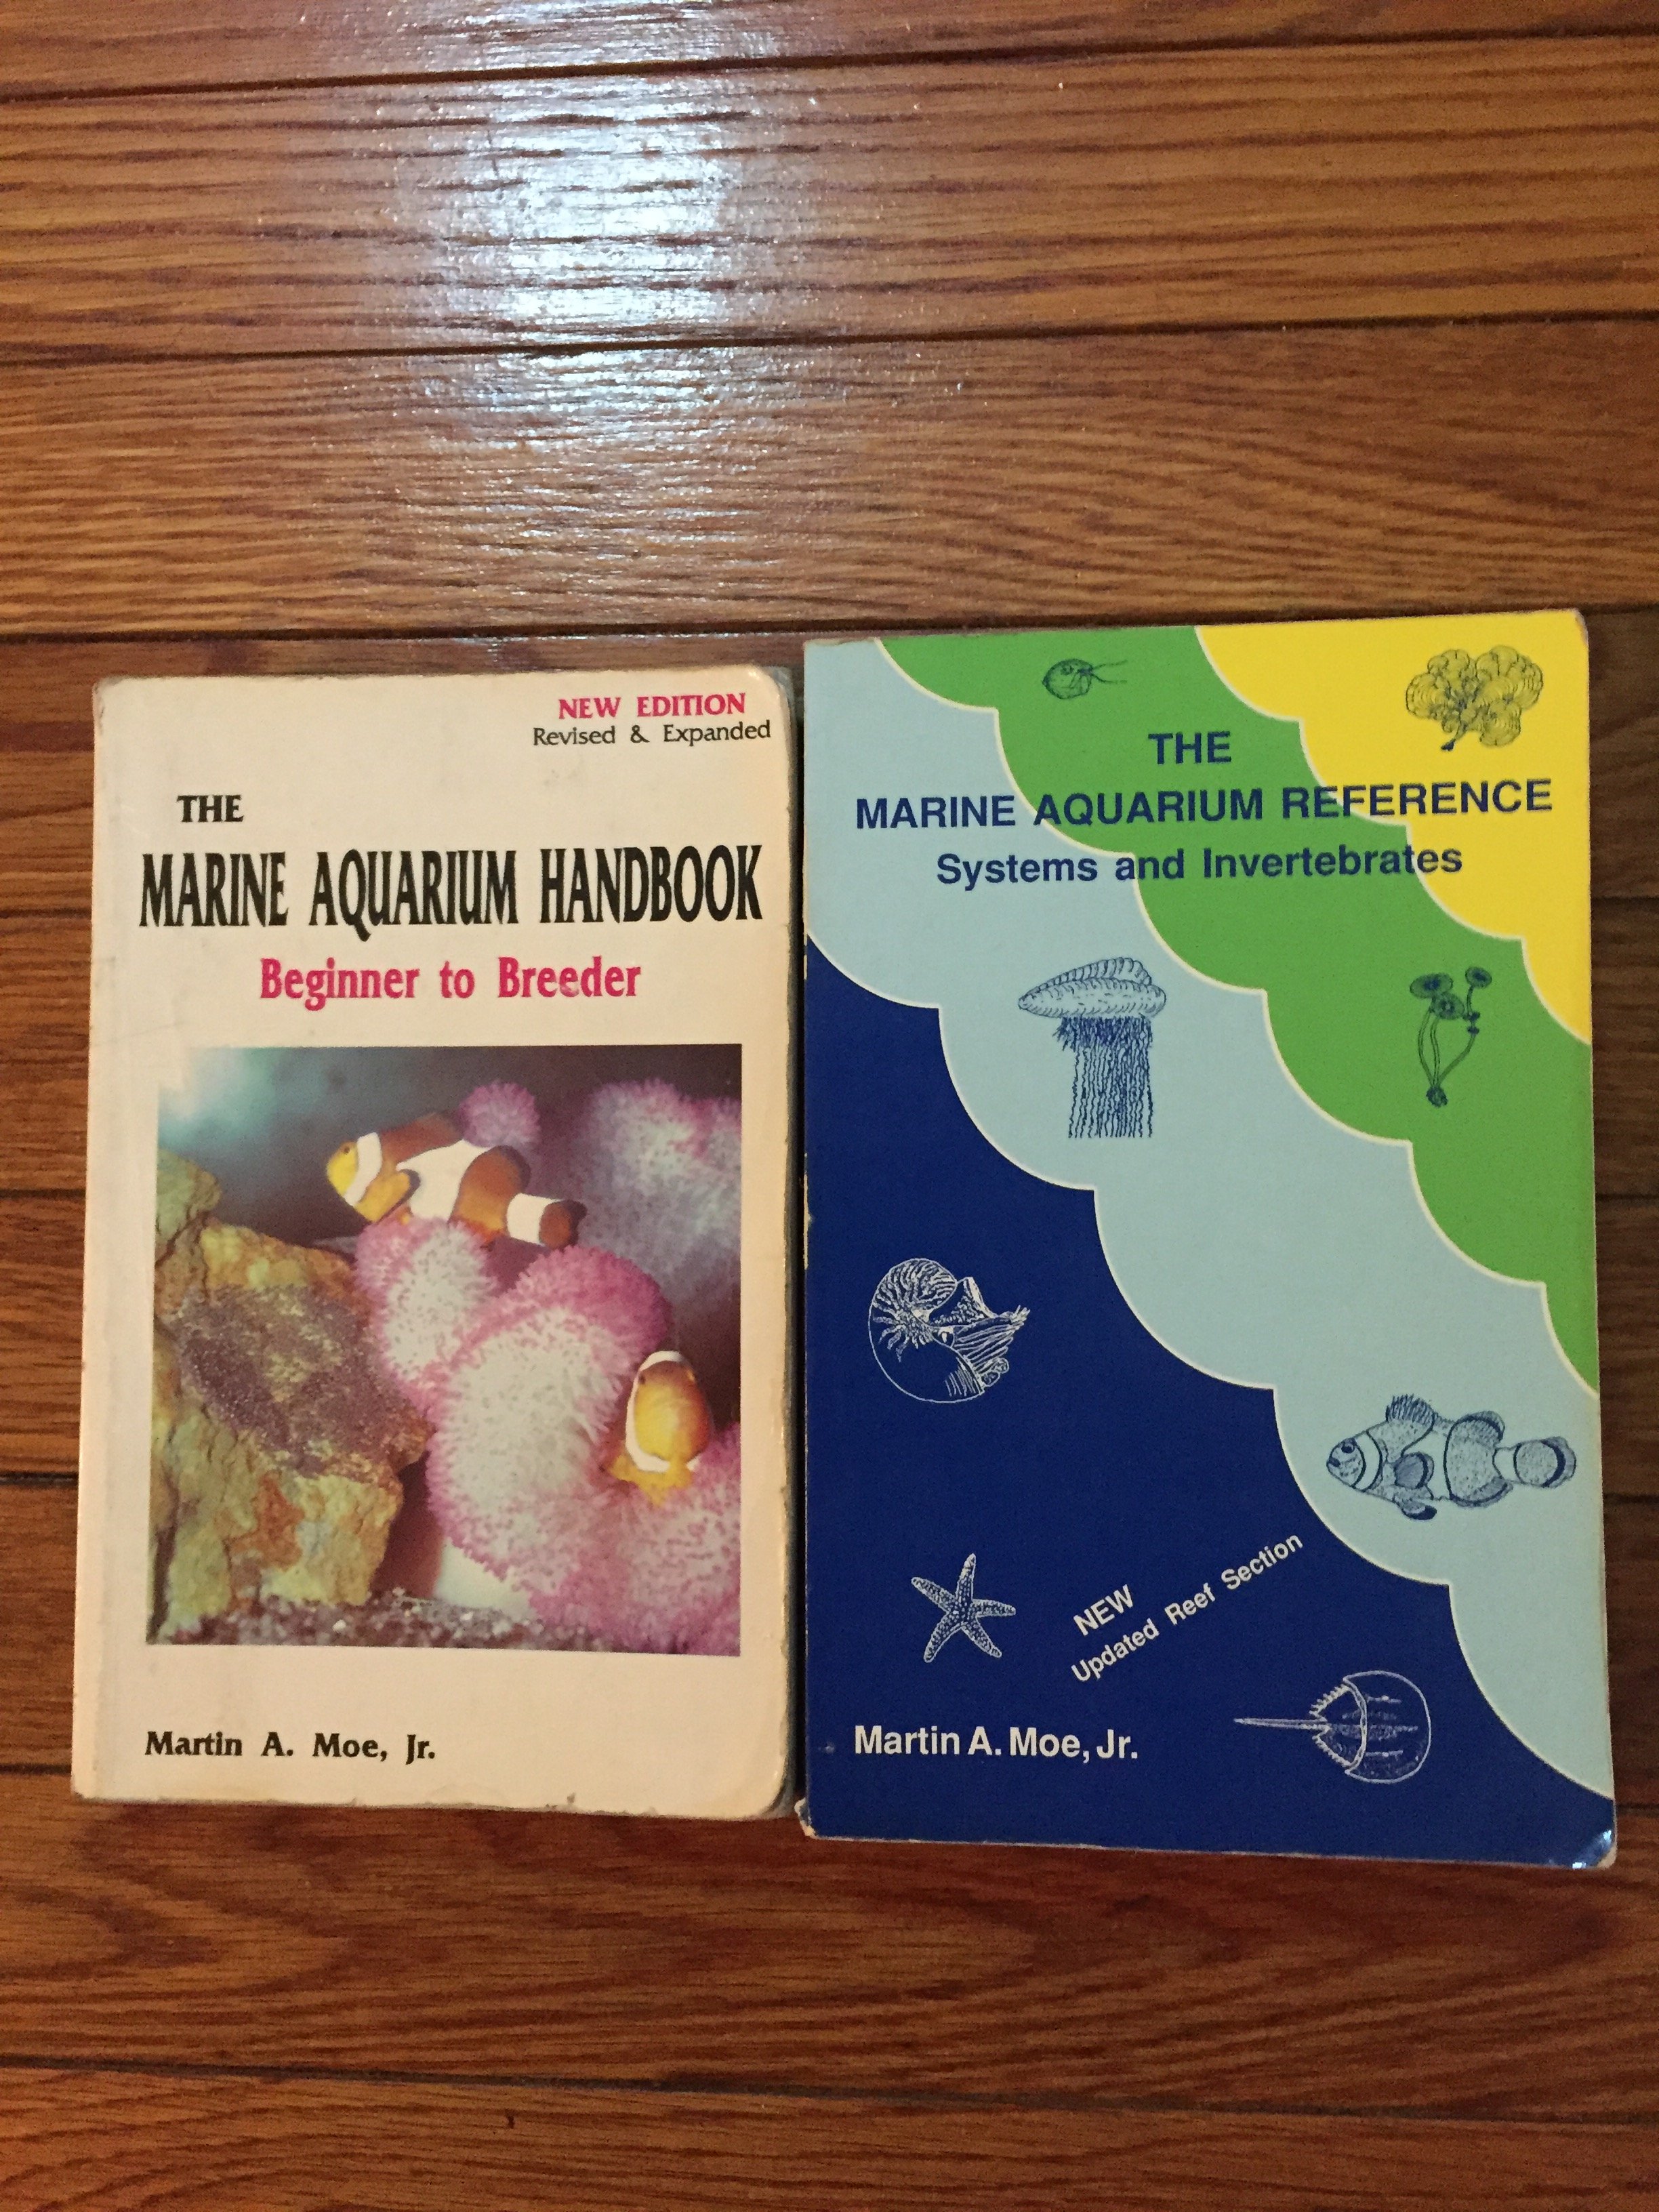 NEW EDITION
Revised & Expanded
THE
MARINE AQUARIUM HANDBOOK
Beginner to Breeder
Martin A. Moe, Jr.
THE
MARINE AQUARIUM REFERENCE
Systems and Invertebrates
NEW
Updated Reef Section
Martin A. Moe, Jr.